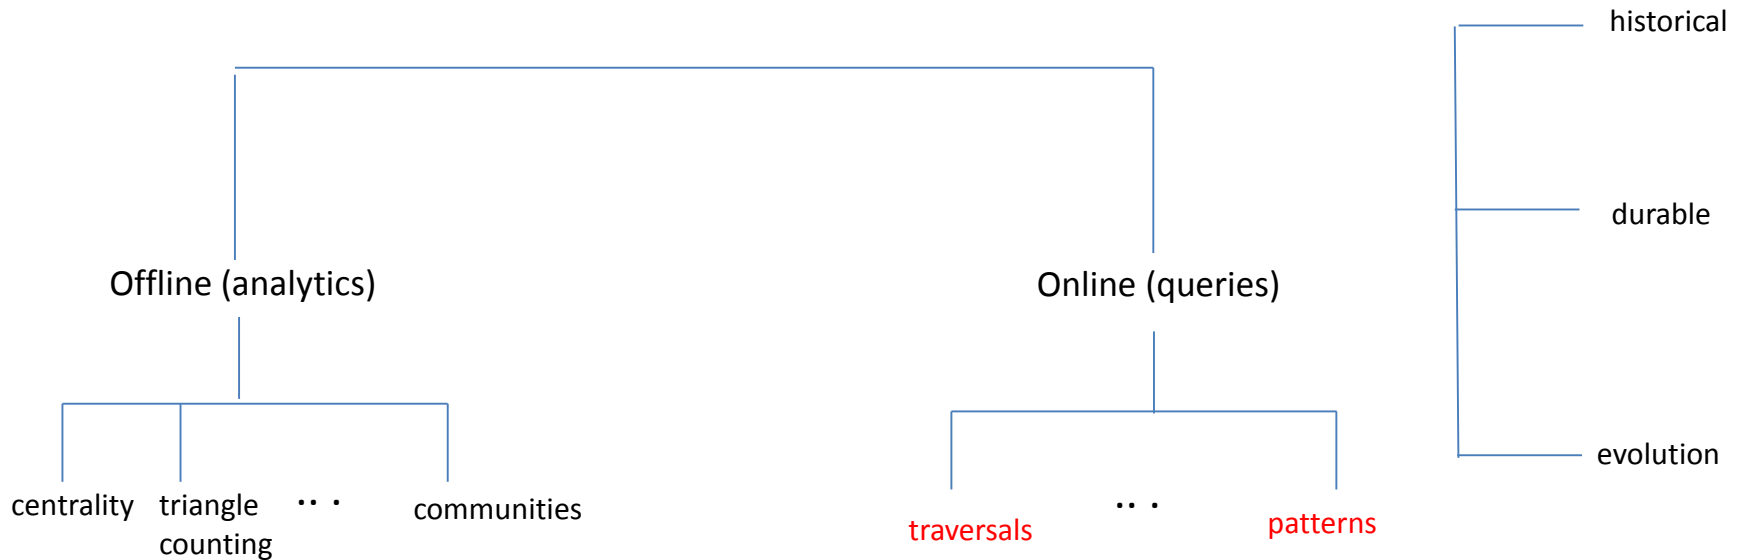 historical
durable
evolution
Offline (analytics)
Online (queries)
centrality
triangle
counting
...
communities
traversals
...
patterns